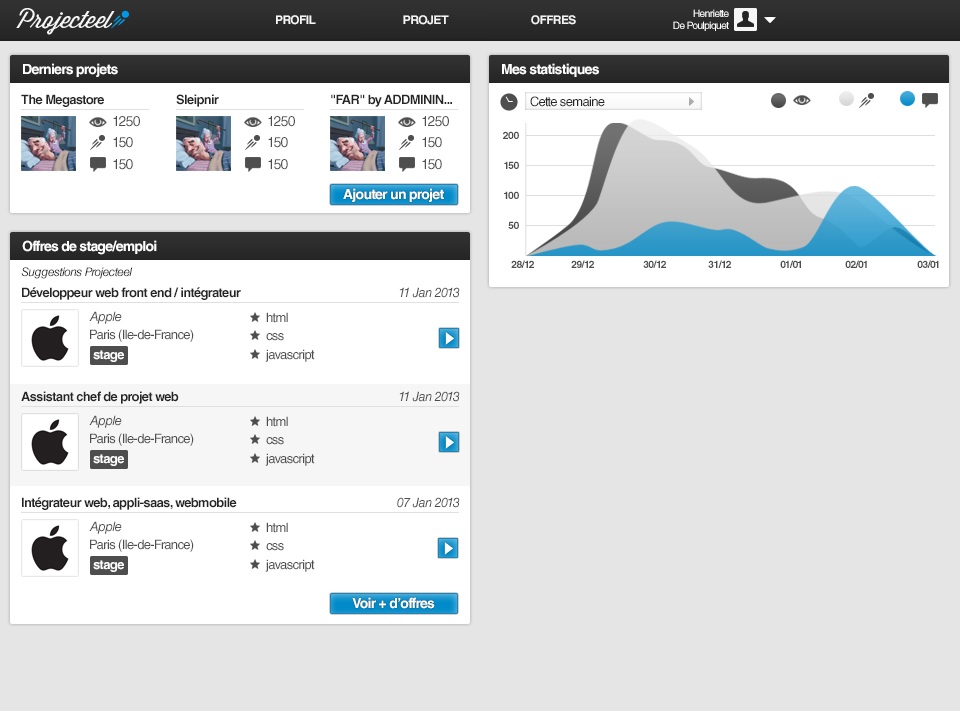 Projecteel
PROFIL
PROJET
OFFRES
Henriette
De Poulpiquet
Derniers projets
The Megastore
1250
150
150
Sleipnir
1250
150
150
"FAR" by ADDMININ...
1250
150
150
Ajouter un projet
Offres de stage/emploi
Suggestions Projecteel
Développeur web front end / intégrateur
11 Jan 2013
Apple
Paris (Ile-de-France)
stage
html
css
javascript
Assistant chef de projet web
11 Jan 2013
Apple
Paris (Ile-de-France)
stage
html
css
javascript
Intégrateur web, appli-saas, webmobile
07 Jan 2013
Apple
Paris (Ile-de-France)
stage
html
css
javascript
Voir + d'offres
Mes statistiques
Cette semaine
200
150
100
50
28/12
29/12
30/12
31/12
01/01
02/01
03/01